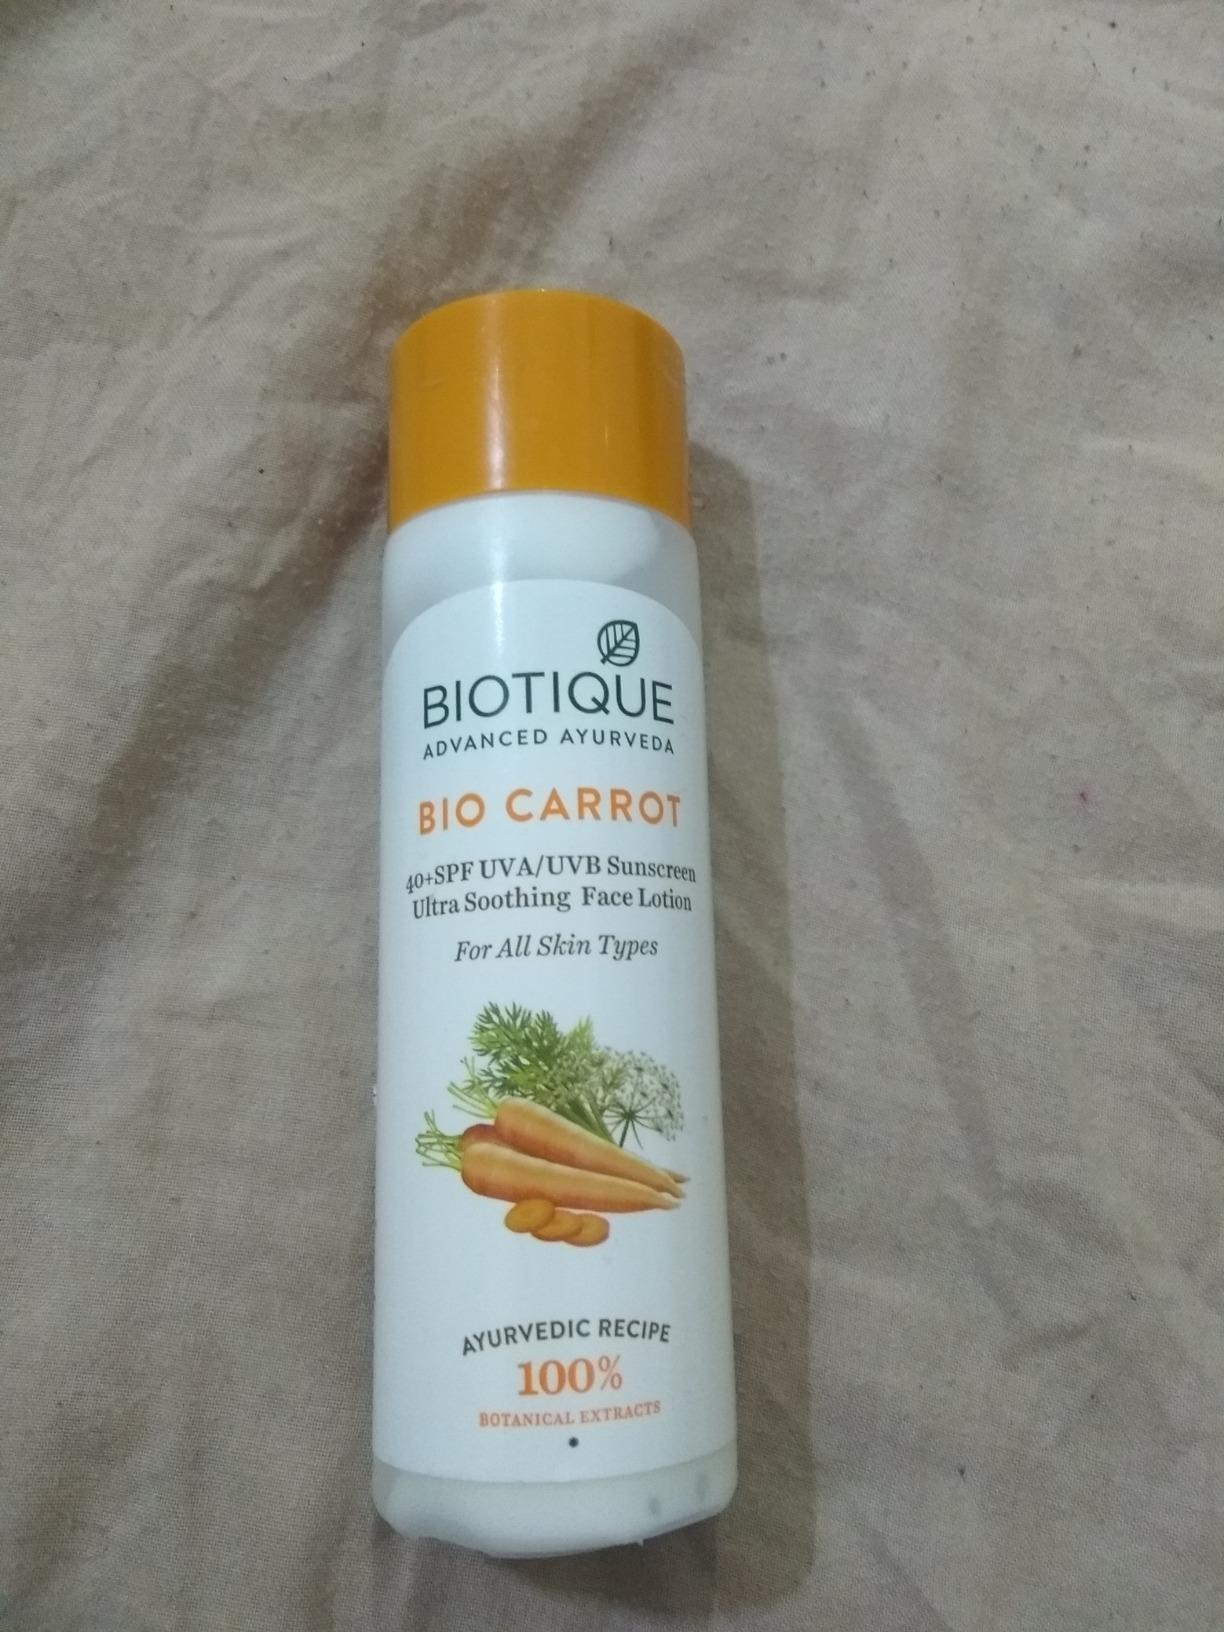 BIOTIQUE
ADVANCED AYURVEDA
BIO CARROT
40+SPF UVA/UVB Sunscreen
Ultra Soothing Face Lotion
For All Skin Types
AYURVEDIC RECIPE
100%
BOTANICAL EXTRACTS